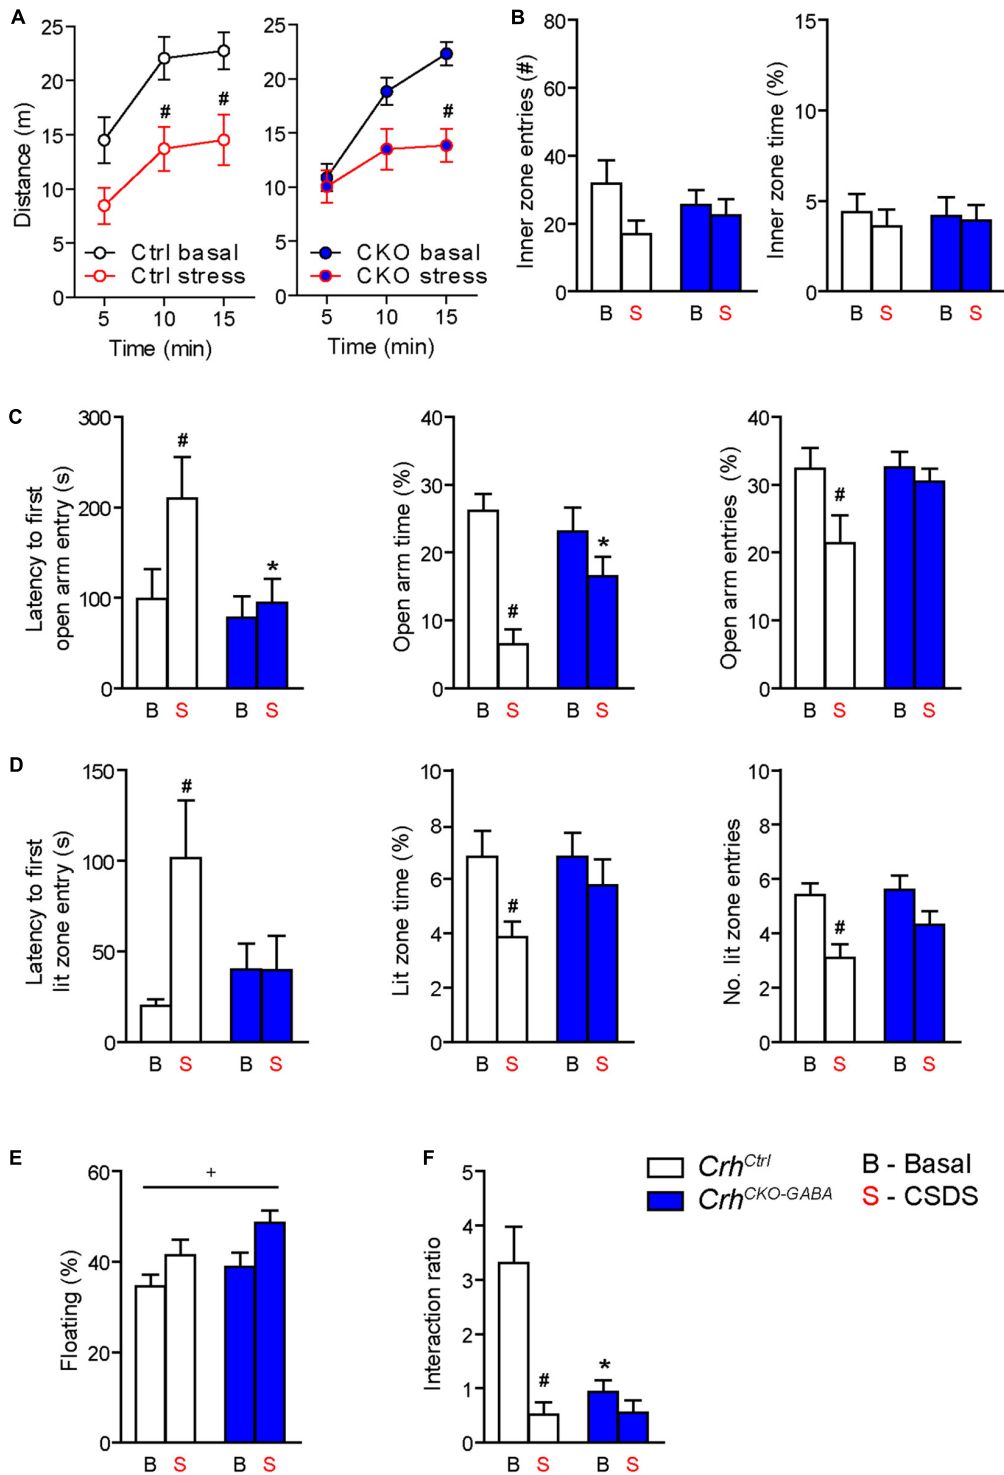 A
Distance (m)
25
20
15
10
5
0
#
#
Ctrl basal
Ctrl stress
5 10 15
Time (min)
25
20
15
10
5
0
#
CKO basal
CKO stress
5 10 15
Time (min)
B
Inner zone entries (#)
80
60
40
20
0
B S B S
Inner zone time (%)
15
10
5
0
B S B S
C
Latency to first
open arm entry (s)
300
200
100
0
#
*
B S B S
Open arm time (%)
40
30
20
10
0
#
*
B S B S
Open arm entries (%)
40
30
20
10
0
#
B S B S
D
Latency to first
lit zone entry (s)
150
100
50
0
#
B S B S
Lit zone time (%)
10
8
6
4
2
0
#
B S B S
No. lit zone entries
10
8
6
4
2
0
#
B S B S
E
Floating (%)
60
40
20
0
+
B S B S
F
Interaction ratio
5
4
3
2
1
0
#
*
B S B S
Crh^Ctrl
Crh^CKO-GABA
B - Basal
S - CSDS